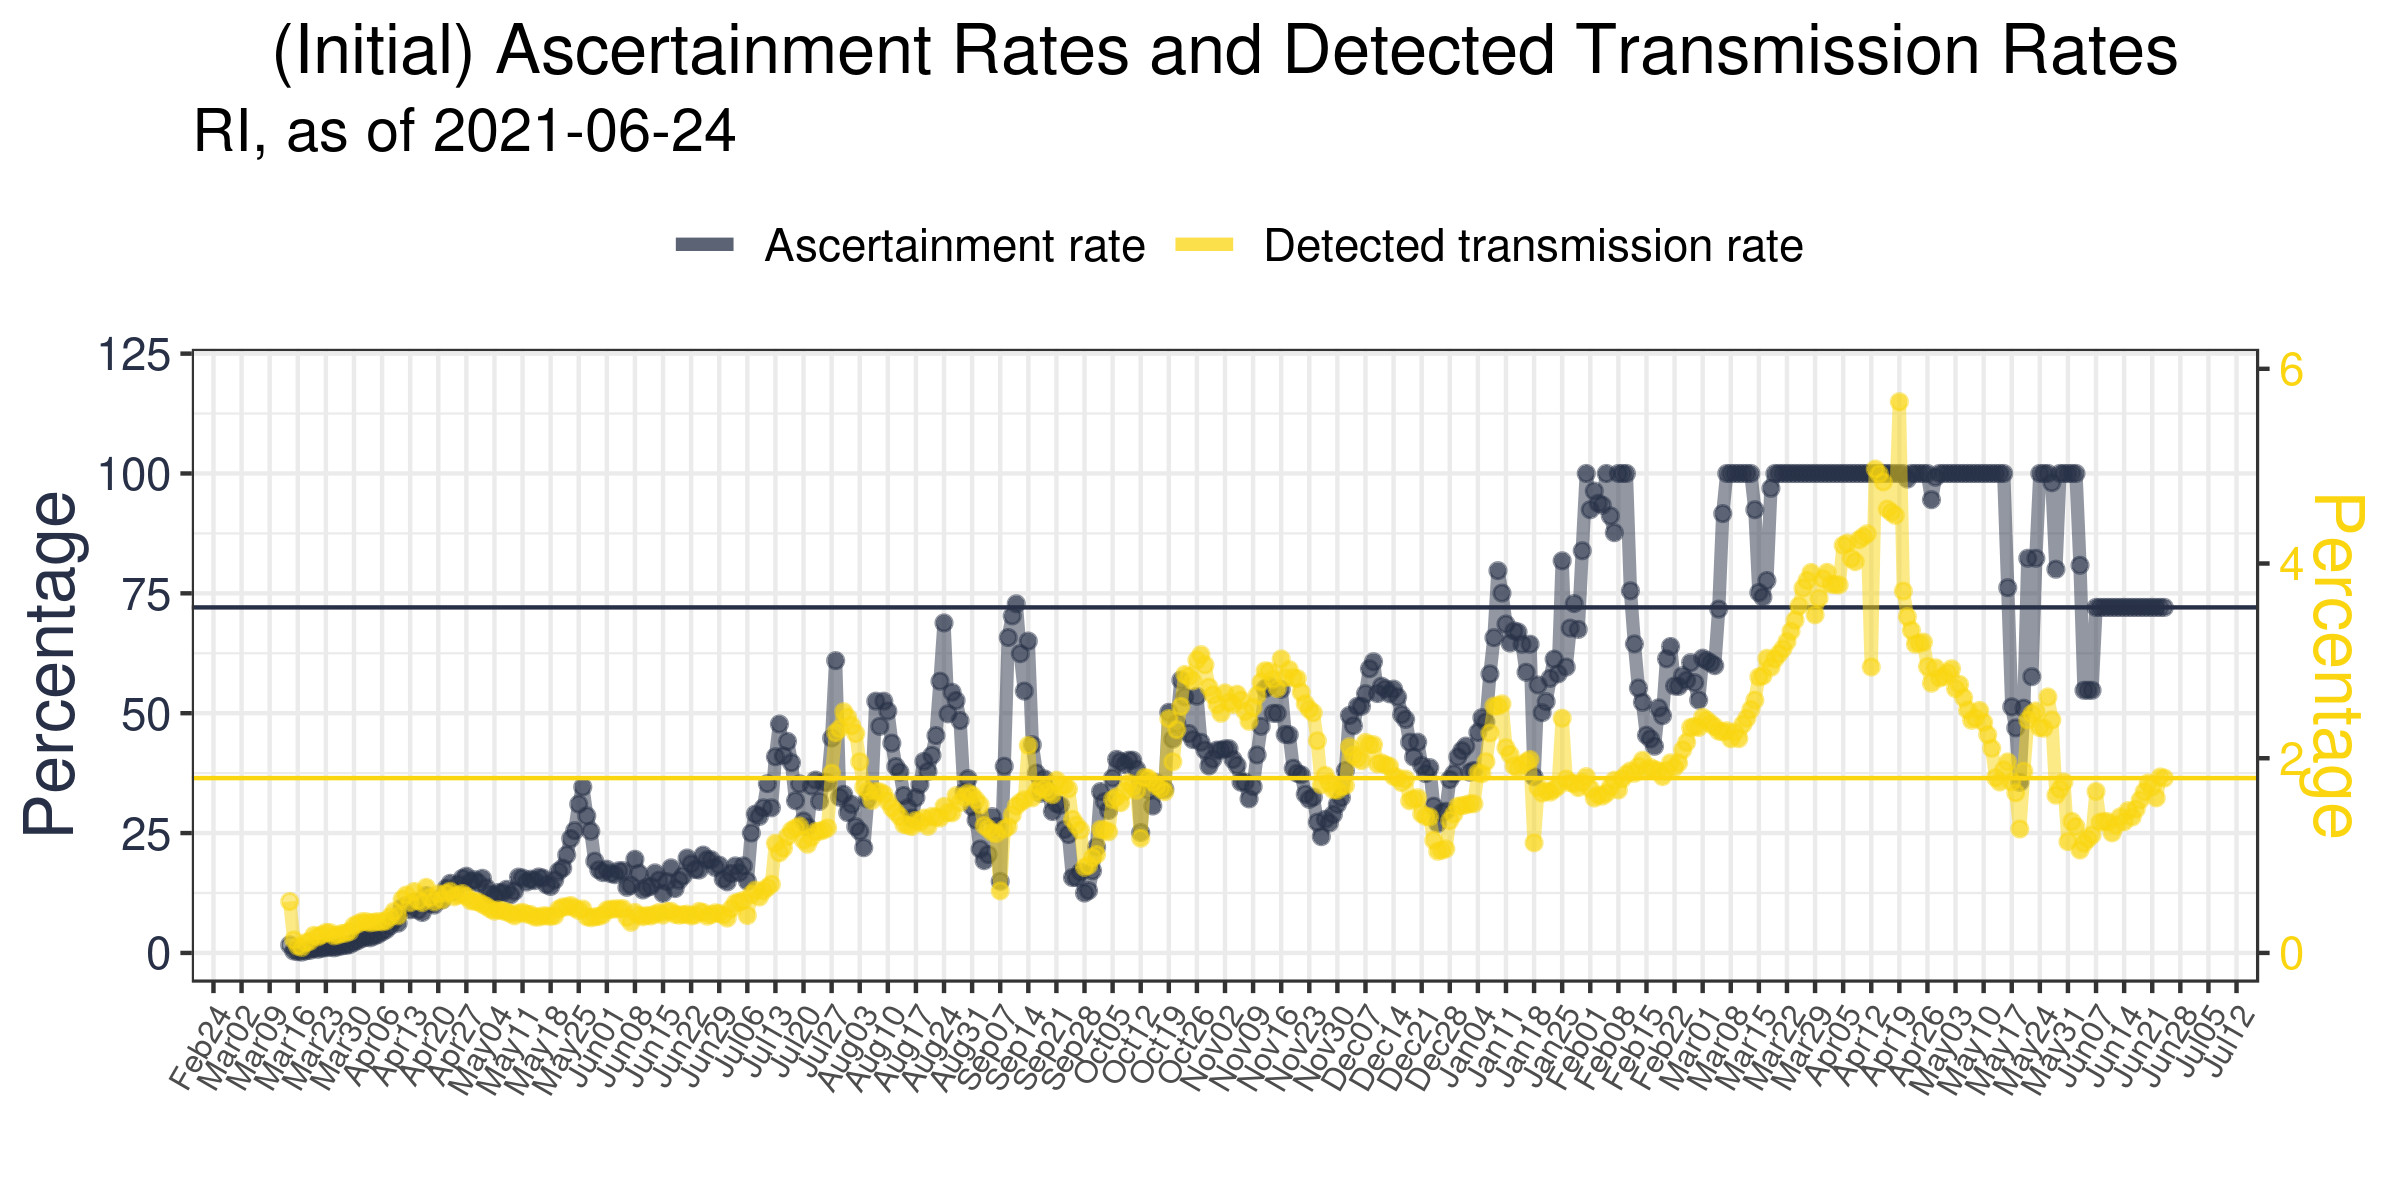 (Initial) Ascertainment Rates and Detected Transmission Rates
RI, as of 2021-06-24
Ascertainment rate
Detected transmission rate
125
100
75
50
25
0
Percentage
6
4
2
0
Percentage
Feb24
Mar02
Mar09
Mar16
Mar23
Mar30
Apr06
Apr13
Apr20
Apr27
May04
May11
May18
May25
Jun01
Jun08
Jun15
Jun22
Jun29
Jul06
Jul13
Jul20
Jul27
Aug03
Aug10
Aug17
Aug24
Aug31
Sep07
Sep14
Sep21
Sep28
Oct05
Oct12
Oct19
Oct26
Nov02
Nov09
Nov16
Nov23
Nov30
Dec07
Dec14
Dec21
Dec28
Jan04
Jan11
Jan18
Jan25
Feb01
Feb08
Feb15
Feb22
Mar01
Mar08
Mar15
Mar22
Mar29
Apr05
Apr12
Apr19
Apr26
May03
May10
May17
May24
May31
Jun07
Jun14
Jun21
Jun28
Jul05
Jul12